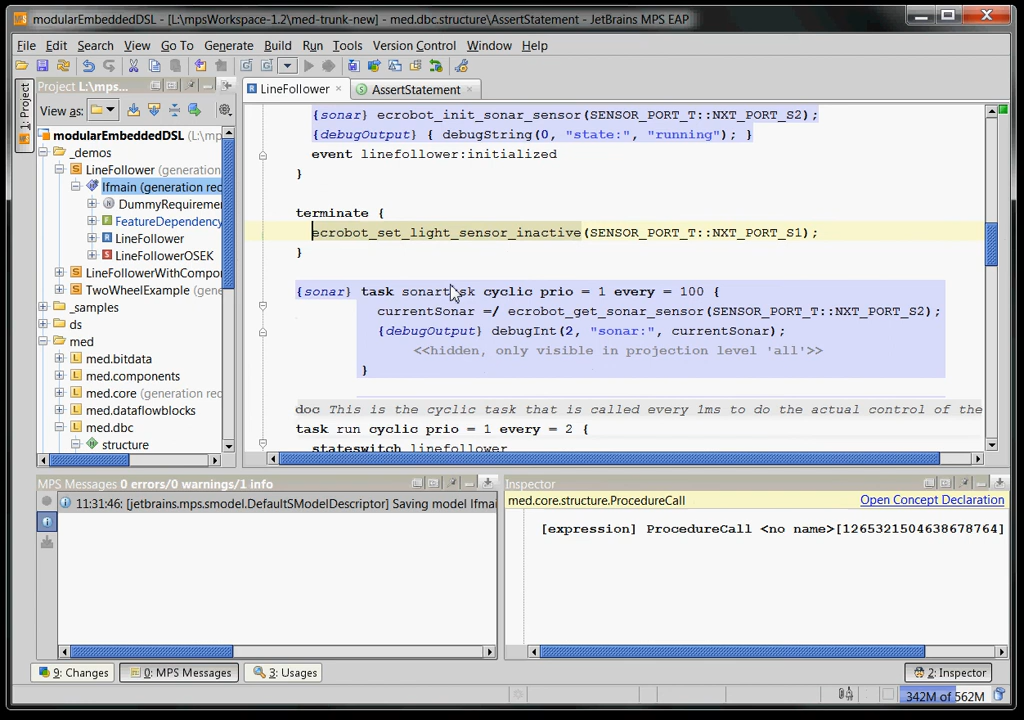 modularEmbeddedDSL - [L:\mpsWorkspace-1.2\med-trunk-new] - med.dbc.structure\AssertStatement - JetBrains MPS EAP
File Edit Search View Go To Generate Build Run Tools Version Control Window Help
1: Project
Project L:\mps...
View as:
modularEmbeddedDSL (L:\mp
_demos
LineFollower (generation
lfmain (generation rec
DummyRequireme
FeatureDependency
LineFollower
LineFollowerOSEK
LineFollowerWithCompo
TwoWheelExample (gene
_samples
ds
med
med.bitdata
med.components
med.core (generation rec
med.dataflowblocks
med.dbc
structure
LineFollower
AssertStatement
{sonar} ecrobot_init_sonar_sensor(SENSOR_PORT_T::NXT_PORT_S2);
{debugOutput} { debugString(0, "state:", "running"); }
event linefollower:initialized
}
terminate {
ecrobot_set_light_sensor_inactive(SENSOR_PORT_T::NXT_PORT_S1);
}
{sonar} task sonartask cyclic prio = 1 every = 100 {
currentSonar =/ ecrobot_get_sonar_sensor(SENSOR_PORT_T::NXT_PORT_S2);
{debugOutput} debugInt(2, "sonar:", currentSonar);
<<hidden, only visible in projection level 'all'>>
}
doc This is the cyclic task that is called every 1ms to do the actual control of the
task run cyclic prio = 1 every = 2 {
stateswitch linefollower
MPS Messages 0 errors/0 warnings/1 info
11:31:46: [jetbrains.mps.smodel.DefaultSModelDescriptor] Saving model lfmai
Inspector
med.core.structure.ProcedureCall
Open Concept Declaration
[expression] ProcedureCall <no name>[1265321504638678764]
9: Changes
0: MPS Messages
3: Usages
2: Inspector
342M of 562M